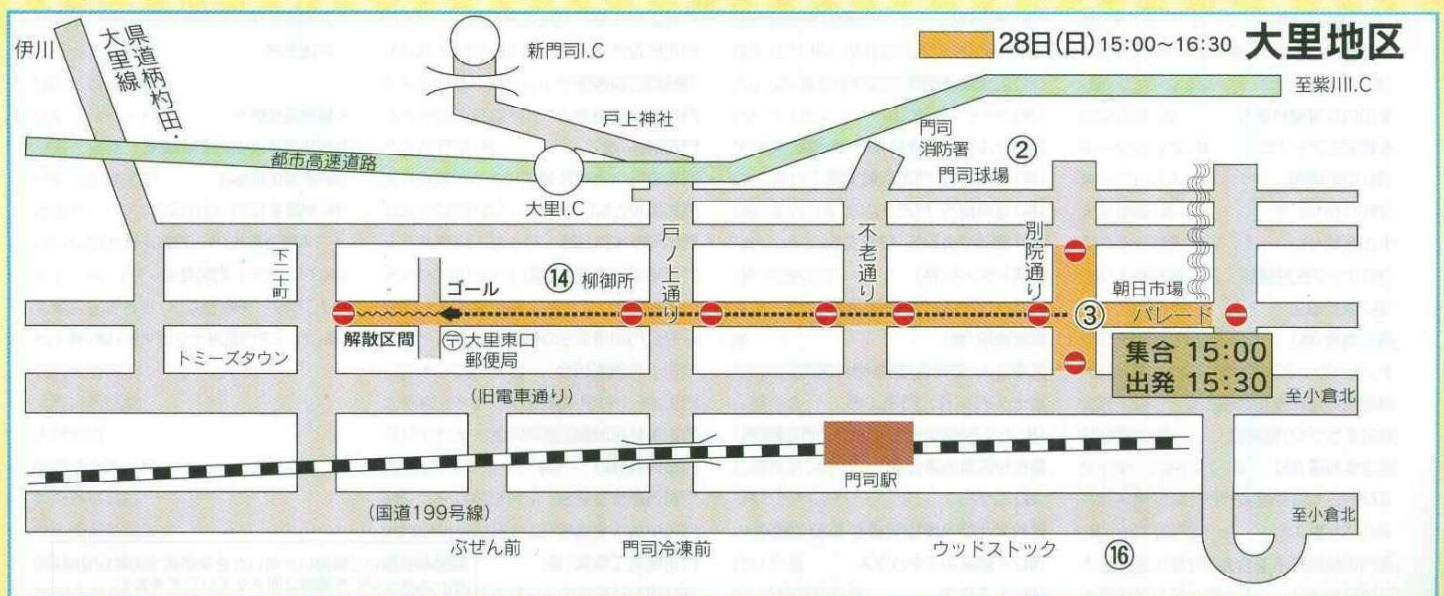 28日(日) 15:00~16:30 大里地区
伊川
県道柄杓田・
大里線
新門司I.C
至紫川I.C
戸上神社
門司
消防署
②
門司球場
都市高速道路
大里I.C
下二十町
戸ノ上通り
不老通り
別院通り
⑭ 柳御所
ゴール
朝日市場
③
パレード
解散区間
〒大里東口
郵便局
トミーズタウン
集合 15:00
出発 15:30
(旧電車通り)
至小倉北
門司駅
(国道199号線)
至小倉北
ぶぜん前
門司冷凍前
ウッドストック
⑯